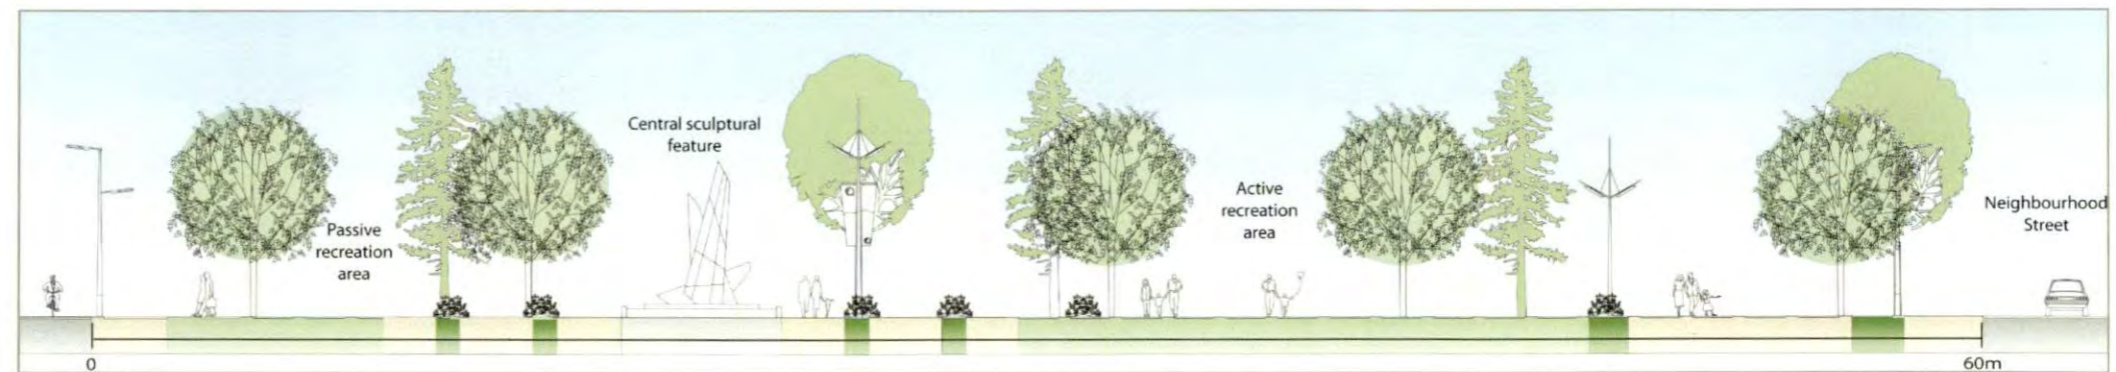 Central sculptural
feature
Passive
recreation
area
Active
recreation
area
Neighbourhood
Street
0
60m